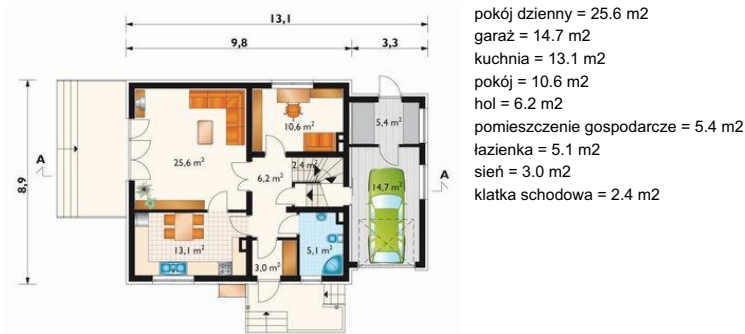 13,1
9,8 3,3
8,9
A
A
25,6 m²
10,6 m²
5,4 m²
6,2 m²
2,4 m²
14,7 m²
13,1 m²
3,0 m²
5,1 m²
pokój dzienny = 25.6 m2
garaż = 14.7 m2
kuchnia = 13.1 m2
pokój = 10.6 m2
hol = 6.2 m2
pomieszczenie gospodarcze = 5.4 m2
łazienka = 5.1 m2
sień = 3.0 m2
klatka schodowa = 2.4 m2